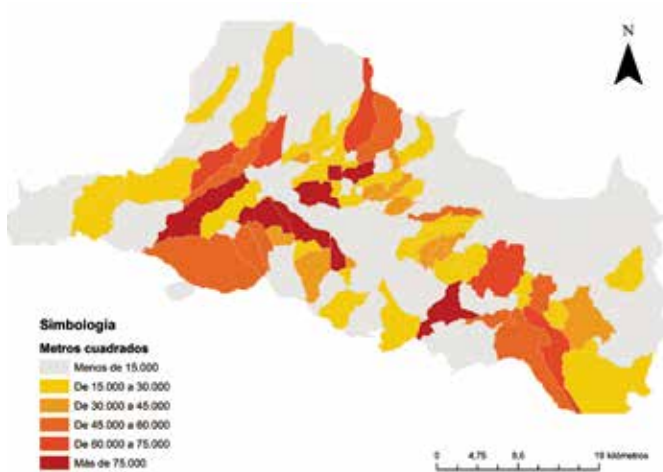 N
Simbología
Metros cuadrados
Menos de 15.000
De 15.000 a 30.000
De 30.000 a 45.000
De 45.000 a 60.000
De 60.000 a 75.000
Más de 75.000
0 4,75 9,5 19 kilómetros